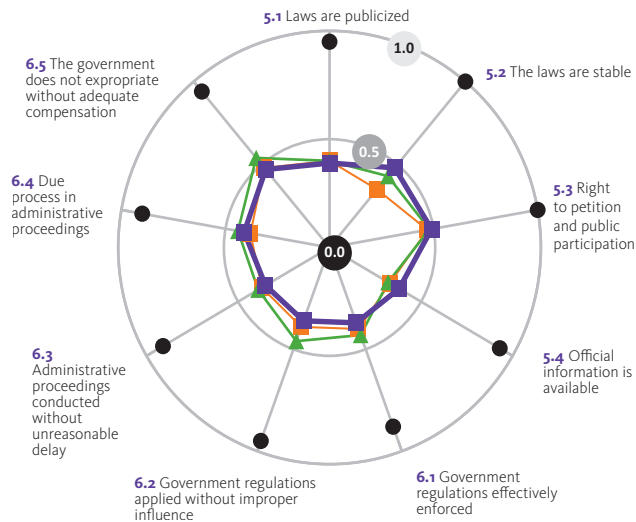 5.1 Laws are publicized
1.0
5.2 The laws are stable
0.5
5.3 Right
to petition
and public
participation
0.0
5.4 Official
information is
available
6.1 Government
regulations effectively
enforced
6.2 Government regulations
applied without improper
influence
6.3
Administrative
proceedings
conducted
without
unreasonable
delay
6.4 Due
process in
administrative
proceedings
6.5 The government
does not expropriate
without adequate
compensation